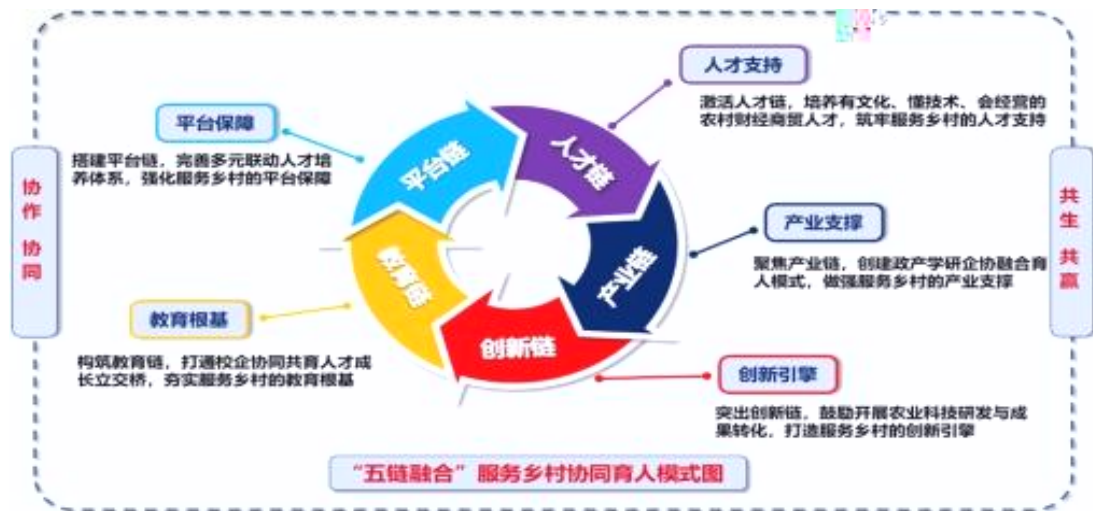 人才支持
激活人才链，培养有文化、懂技术、会经营的
农村财经商贸人才，筑牢服务乡村的人才支持
平台保障
搭建平台链，完善多元联动人才培
养体系，强化服务乡村的平台保障
平台链
人才链
协作 协同
共生 共赢
产业支撑
聚焦产业链，创建政产学研企协融合育
人模式，做强服务乡村的产业支撑
教育链
产业链
创新链
教育根基
构筑教育链，打通校企协同共育人才成
长立交桥，夯实服务乡村的教育根基
创新引擎
突出创新链，鼓励开展农业科技研发与成
果转化，打造服务乡村的创新引擎
“五链融合”服务乡村协同育人模式图